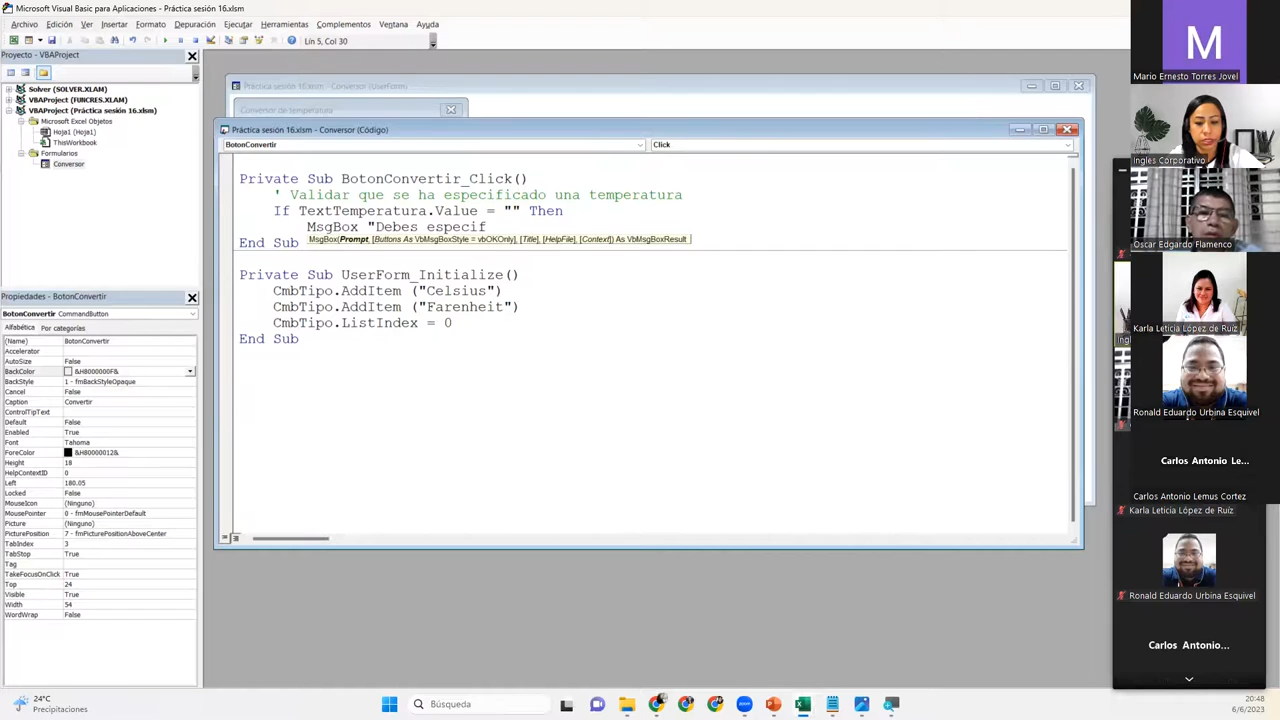 Microsoft Visual Basic para Aplicaciones - Práctica sesión 16.xlsm
Archivo Edición Ver Insertar Formato Depuración Ejecutar Herramientas Complementos Ventana Ayuda
Lín 5, Col 30
Proyecto - VBAProject
Solver (SOLVER.XLAM)
VBAProject (FUNCRES.XLAM)
VBAProject (Práctica sesión 16.xlsm)
Microsoft Excel Objetos
Hoja1 (Hoja1)
ThisWorkbook
Formularios
Conversor
Propiedades - BotonConvertir
BotonConvertir CommandButton
Alfabética Por categorías
(Name) BotonConvertir
Accelerator
AutoSize False
BackColor &H8000000F&
BackStyle 1 - fmBackStyleOpaque
Cancel False
Caption Convertir
ControlTipText
Default False
Enabled True
Font Tahoma
ForeColor &H80000012&
Height 18
HelpContextID 0
Left 180.05
Locked False
MouseIcon (Ninguno)
MousePointer 0 - fmMousePointerDefault
Picture (Ninguno)
PicturePosition 7 - fmPicturePositionAboveCenter
TabIndex 3
TabStop True
Tag
TakeFocusOnClick True
Top 24
Visible True
Width 54
WordWrap False
Práctica sesión 16.xlsm - Conversor (UserForm)
Conversor de temperatura
Práctica sesión 16.xlsm - Conversor (Código)
BotonConvertir Click
Private Sub BotonConvertir_Click()
' Validar que se ha especificado una temperatura
If TextTemperatura.Value = "" Then
MsgBox "Debes especif
MsgBox(Prompt, [Buttons As VbMsgBoxStyle = vbOKOnly], [Title], [HelpFile], [Context]) As VbMsgBoxResult
End Sub
Private Sub UserForm_Initialize()
CmbTipo.AddItem ("Celsius")
CmbTipo.AddItem ("Farenheit")
CmbTipo.ListIndex = 0
End Sub
M
Mario Ernesto Torres Jovel
Ingles Corporativo
Oscar Edgardo Flamenco
Karla Leticia López de Ruíz
Ronald Eduardo Urbina Esquivel
Carlos Antonio Le...
Carlos Antonio Lemus Cortez
Karla Leticia López de Ruíz
Ronald Eduardo Urbina Esquivel
Carlos Antonio...
24°C
Precipitaciones
Búsqueda
20:48
6/6/2023